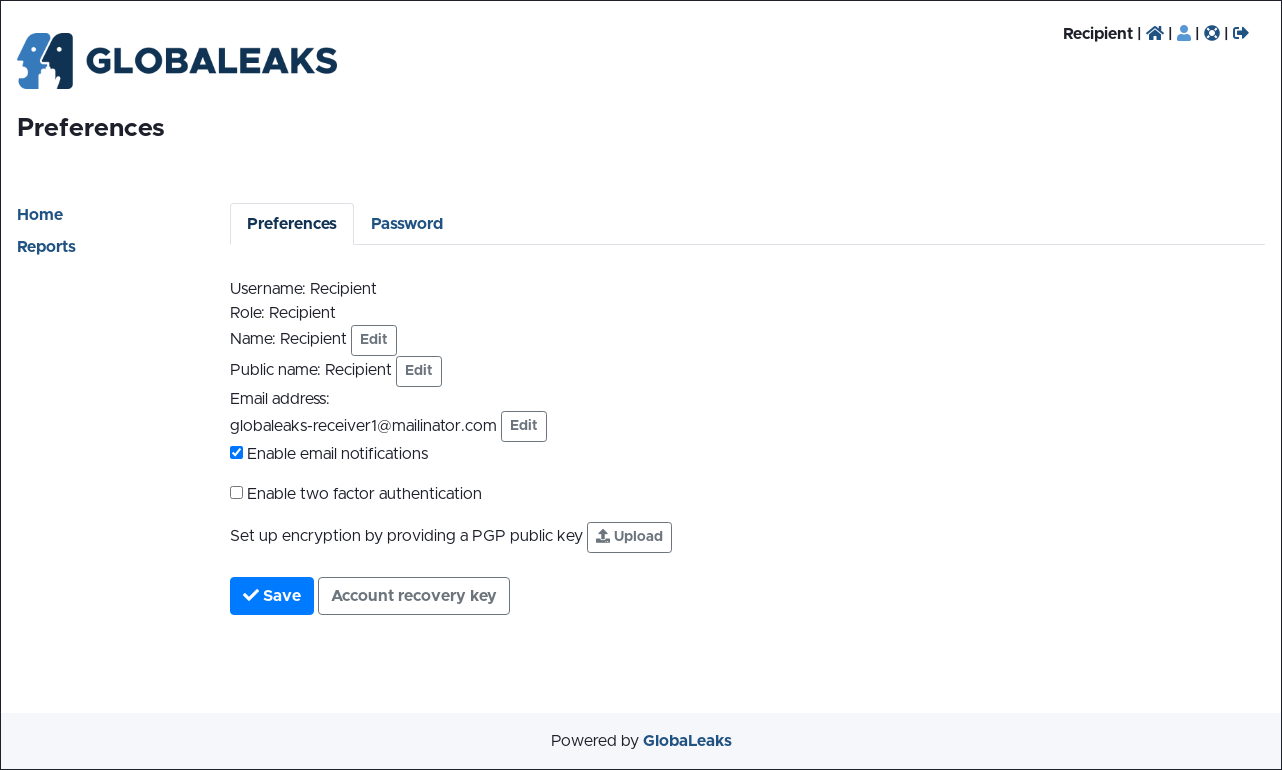 GLOBALEAKS
Recipient | | | |
Preferences
Home
Reports
Preferences Password
Username: Recipient
Role: Recipient
Name: Recipient Edit
Public name: Recipient Edit
Email address:
globaleaks-receiver1@mailinator.com Edit
Enable email notifications
Enable two factor authentication
Set up encryption by providing a PGP public key Upload
Save Account recovery key
Powered by GlobaLeaks